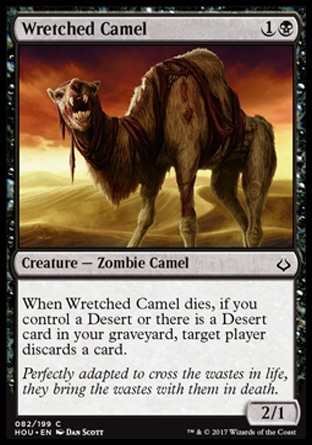 Wretched Camel 1
Creature — Zombie Camel
When Wretched Camel dies, if you
control a Desert or there is a Desert
card in your graveyard, target player
discards a card.
Perfectly adapted to cross the wastes in life,
they bring the wastes with them in death.
2/1
082/199 C
HOU • EN DAN SCOTT
™ & © 2017 Wizards of the Coast